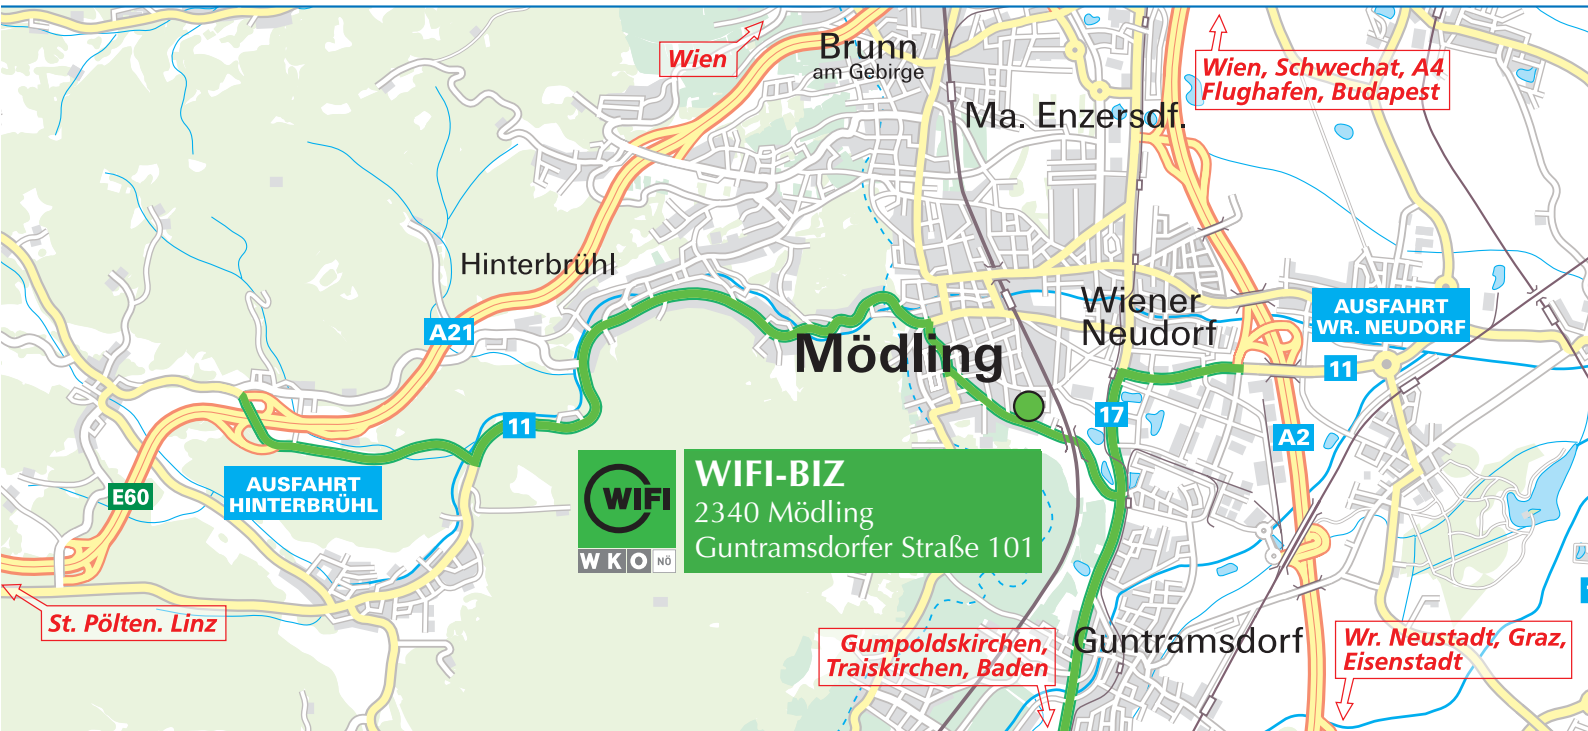 Wien
Brunn
am Gebirge
Wien, Schwechat, A4
Flughafen, Budapest
Ma. Enzersdf.
Hinterbrühl
A21
Wiener
Neudorf
AUSFAHRT
WR. NEUDORF
Mödling
11
17
11
A2
AUSFAHRT
HINTERBRÜHL
E60
WIFI
WKO NÖ
WIFI-BIZ
2340 Mödling
Guntramsdorfer Straße 101
St. Pölten. Linz
Gumpoldskirchen,
Traiskirchen, Baden
Guntramsdorf
Wr. Neustadt, Graz,
Eisenstadt